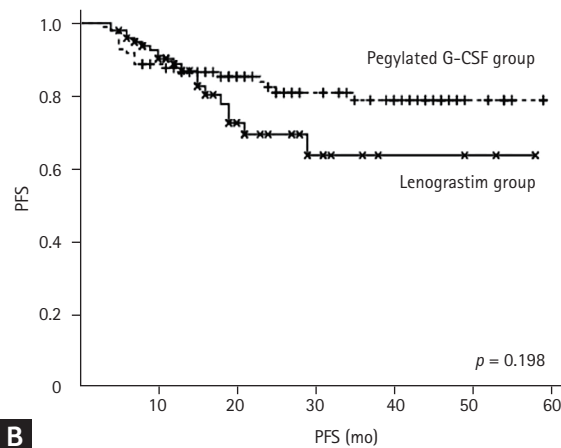 1.0
0.8
0.6
0.4
0.2
0
PFS
Pegylated G-CSF group
Lenograstim group
p = 0.198
10 20 30 40 50 60
PFS (mo)
B